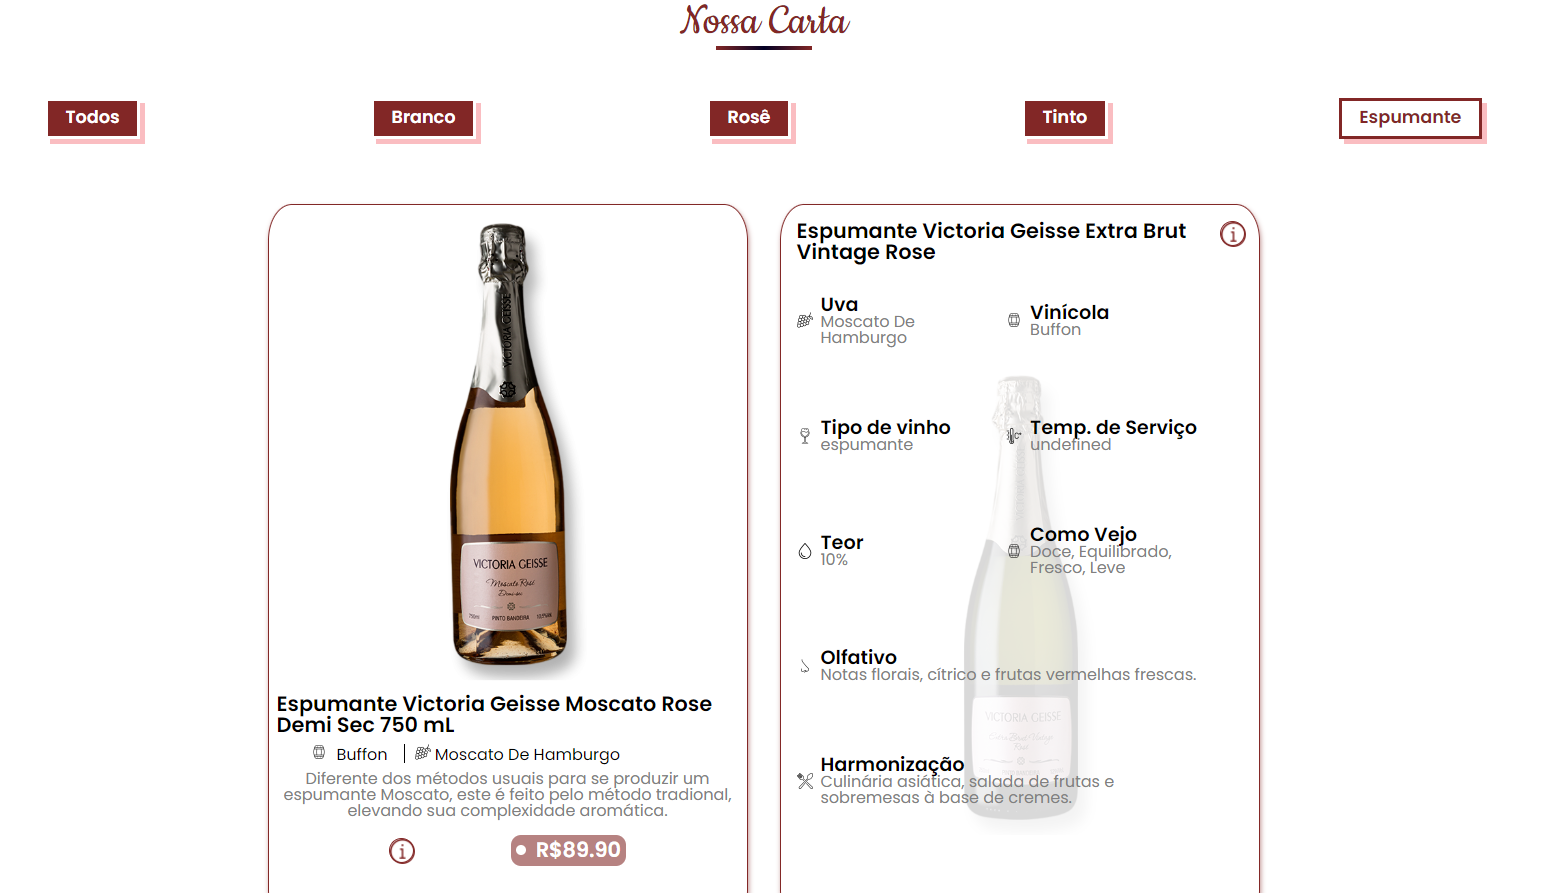 Nossa Carta
Todos
Branco
Rosê
Tinto
Espumante
VICTORIA GEISSE
VICTORIA GEISSE
Moscato Rosé
Demi-sec
750ml PINTO BANDEIRA
Espumante Victoria Geisse Moscato Rose
Demi Sec 750 mL
Buffon
Moscato De Hamburgo
Diferente dos métodos usuais para se produzir um
espumante Moscato, este é feito pelo método tradional,
elevando sua complexidade aromática.
R$89.90
Espumante Victoria Geisse Extra Brut
Vintage Rose
Uva
Moscato De
Hamburgo
Vinícola
Buffon
Tipo de vinho
espumante
Temp. de Serviço
undefined
Teor
10%
Como Vejo
Doce, Equilibrado,
Fresco, Leve
Olfativo
Notas florais, cítrico e frutas vermelhas frescas.
VICTORIA GEISSE
Harmonização
Culinária asiática, salada de frutas e
sobremesas à base de cremes.